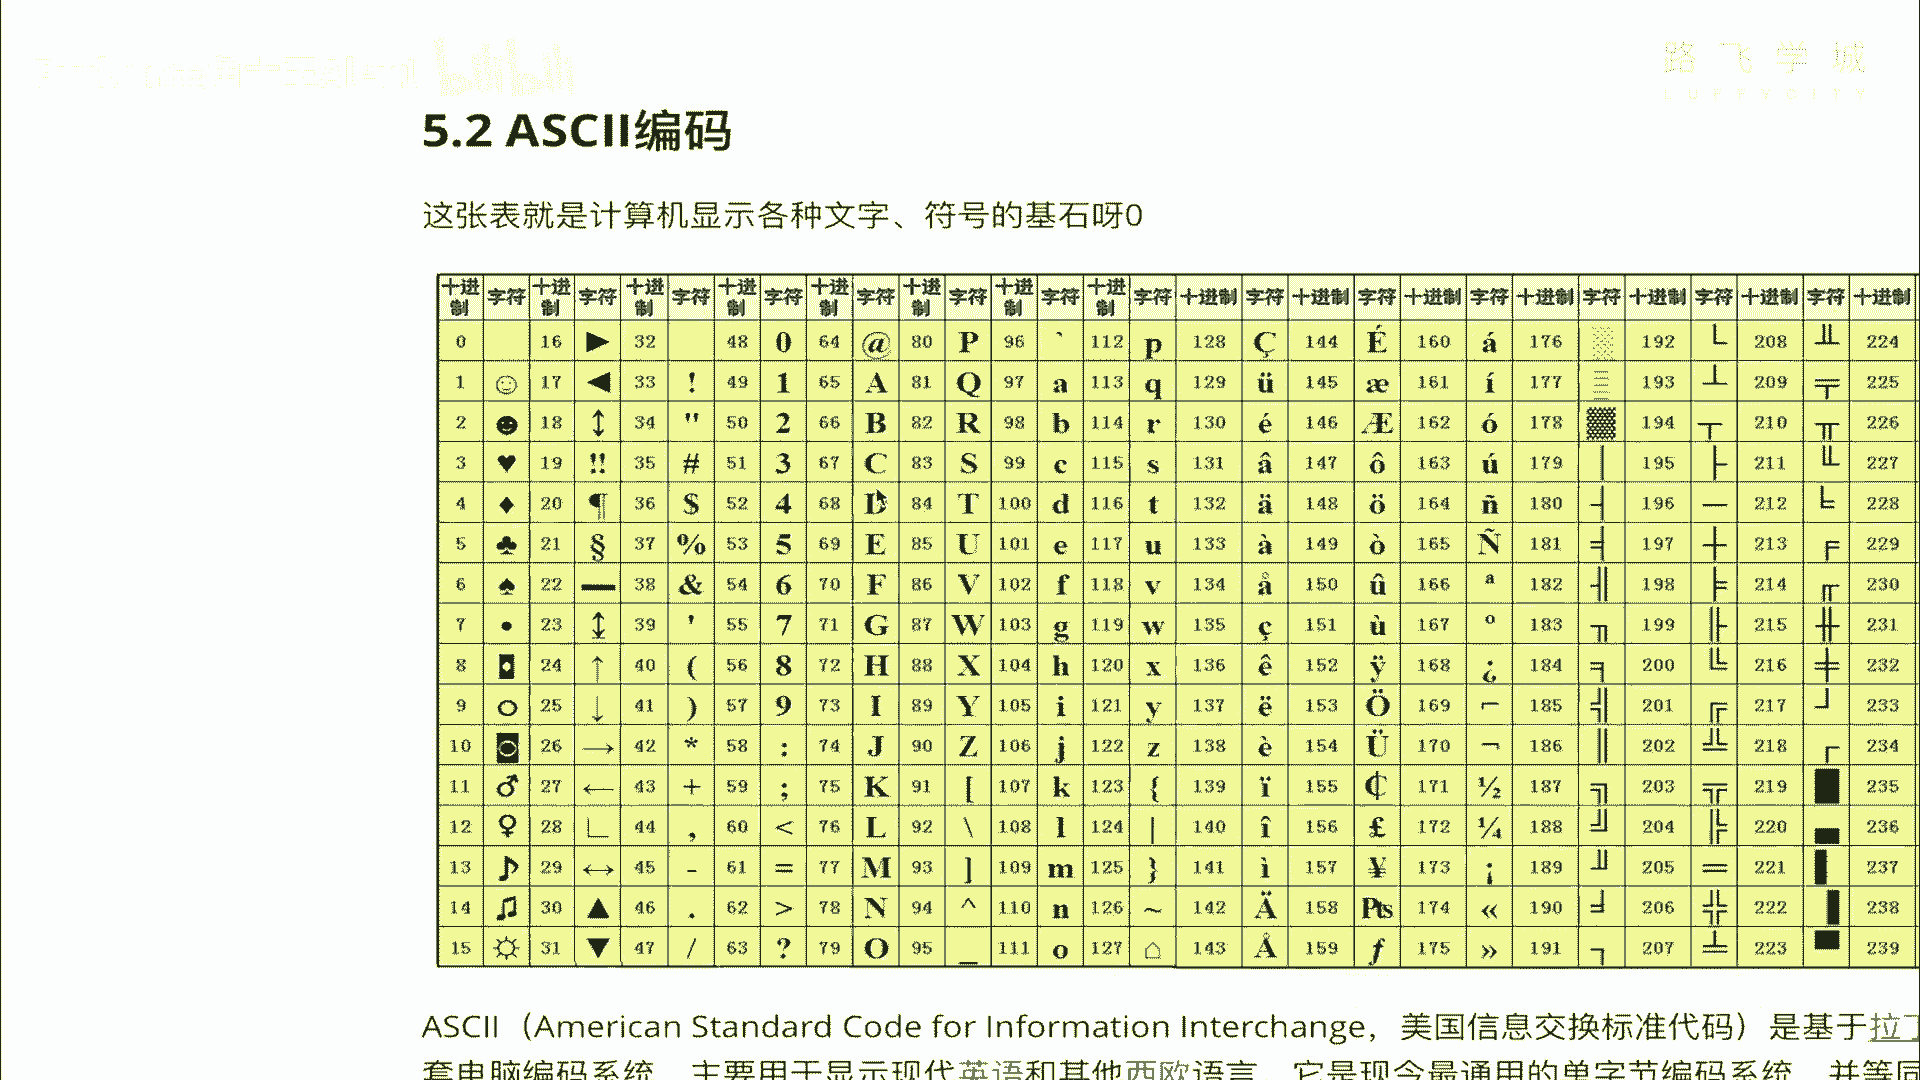 路飞学城
LUFFYCITY
5.2 ASCII编码
这张表就是计算机显示各种文字、符号的基石呀0
十进制 字符 十进制 字符 十进制 字符 十进制 字符 十进制 字符 十进制 字符 十进制 字符 十进制 字符 十进制 字符 十进制 字符 十进制 字符 十进制 字符 十进制 字符 十进制 字符 十进制
0 16 ► 32 48 0 64 @ 80 P 96 ` 112 p 128 Ç 144 É 160 á 176 ░ 192 └ 208 ╨ 224
1 ☺ 17 ◄ 33 ! 49 1 65 A 81 Q 97 a 113 q 129 ü 145 æ 161 í 177 ▒ 193 ┴ 209 ╤ 225
2 ☻ 18 ↕ 34 " 50 2 66 B 82 R 98 b 114 r 130 é 146 Æ 162 ó 178 ▓ 194 ┬ 210 ╥ 226
3 ♥ 19 ‼ 35 # 51 3 67 C 83 S 99 c 115 s 131 â 147 ô 163 ú 179 │ 195 ├ 211 ╙ 227
4 ♦ 20 ¶ 36 $ 52 4 68 D 84 T 100 d 116 t 132 ä 148 ö 164 ñ 180 ┤ 196 ─ 212 ╘ 228
5 ♣ 21 § 37 % 53 5 69 E 85 U 101 e 117 u 133 à 149 ò 165 Ñ 181 ╡ 197 ┼ 213 ╒ 229
6 ♠ 22 ▬ 38 & 54 6 70 F 86 V 102 f 118 v 134 å 150 û 166 ª 182 ╢ 198 ╞ 214 ╓ 230
7 • 23 ↨ 39 ' 55 7 71 G 87 W 103 g 119 w 135 ç 151 ù 167 º 183 ╖ 199 ╟ 215 ╫ 231
8 ◘ 24 ↑ 40 ( 56 8 72 H 88 X 104 h 120 x 136 ê 152 ÿ 168 ¿ 184 ╕ 200 ╚ 216 ╪ 232
9 ○ 25 ↓ 41 ) 57 9 73 I 89 Y 105 i 121 y 137 ë 153 Ö 169 ⌐ 185 ╣ 201 ╔ 217 ┘ 233
10 ◙ 26 → 42 * 58 : 74 J 90 Z 106 j 122 z 138 è 154 Ü 170 ¬ 186 ║ 202 ╩ 218 ┌ 234
11 ♂ 27 ← 43 + 59 ; 75 K 91 [ 107 k 123 { 139 ï 155 ₵ 171 ½ 187 ╗ 203 ╦ 219 █ 235
12 ♀ 28 ∟ 44 , 60 < 76 L 92 \ 108 l 124 | 140 î 156 £ 172 ¼ 188 ╝ 204 ╠ 220 ▄ 236
13 ♪ 29 ↔ 45 - 61 = 77 M 93 ] 109 m 125 } 141 ì 157 ¥ 173 ¡ 189 ╜ 205 ═ 221 ▌ 237
14 ♫ 30 ▲ 46 . 62 > 78 N 94 ^ 110 n 126 ~ 142 Ä 158 ₧ 174 « 190 ╛ 206 ╬ 222 ▐ 238
15 ☼ 31 ▼ 47 / 63 ? 79 O 95 _ 111 o 127 ⌂ 143 Å 159 ƒ 175 » 191 ┐ 207 ╧ 223 ▀ 239
ASCII（American Standard Code for Information Interchange，美国信息交换标准代码）是基于拉
套电脑编码系统，主要用于显示现代英语和其他西欧语言。它是现今最通用的单字节编码系统，并等同